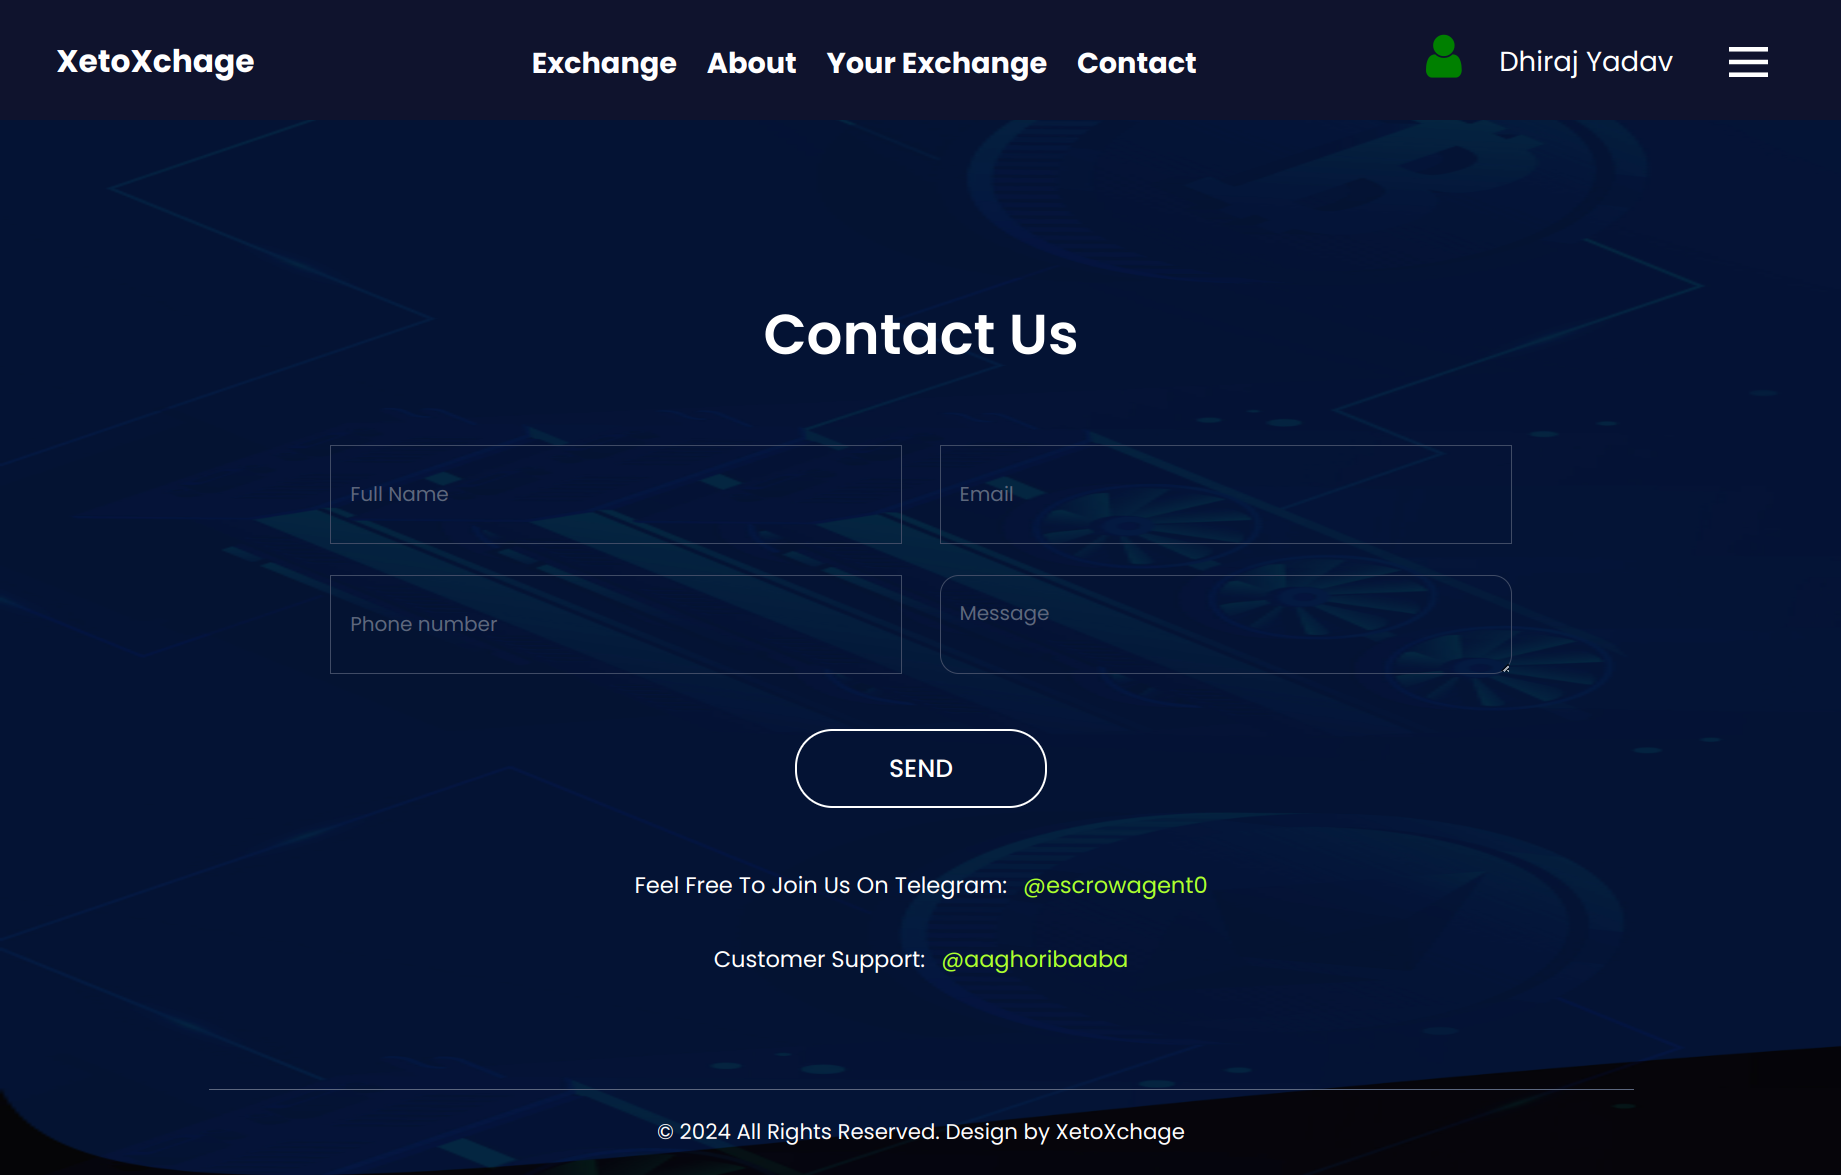 XetoXchage
Exchange About Your Exchange Contact
Dhiraj Yadav
Contact Us
Full Name
Email
Phone number
Message
SEND
Feel Free To Join Us On Telegram: @escrowagent0
Customer Support: @aaghoribaaba
© 2024 All Rights Reserved. Design by XetoXchage